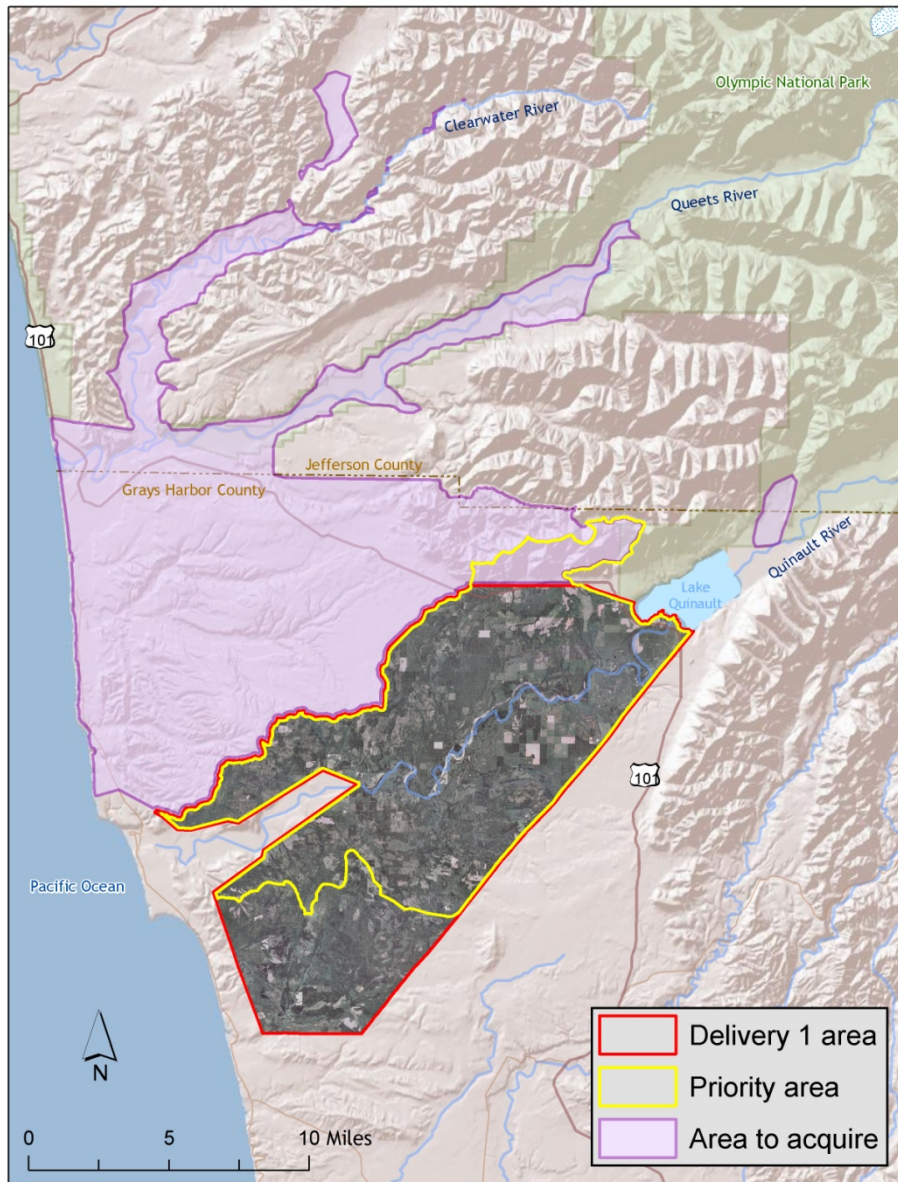 Olympic National Park
Clearwater River
Queets River
101
Jefferson County
Grays Harbor County
Quinault River
Lake
Quinault
101
Pacific Ocean
N
0 5 10 Miles
Delivery 1 area
Priority area
Area to acquire